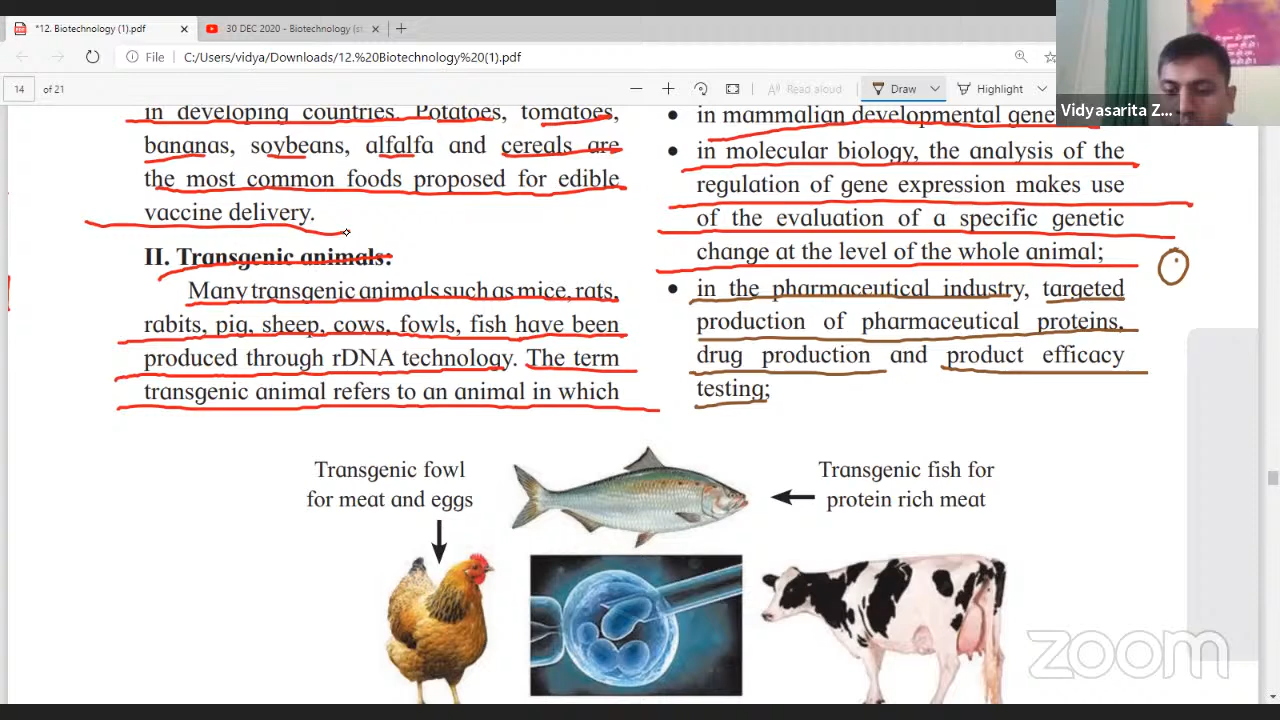 *12. Biotechnology (1).pdf
30 DEC 2020 - Biotechnology (st
File
C:/Users/vidya/Downloads/12.%20Biotechnology%20(1).pdf
14 of 21
Read aloud
Draw
Highlight
Vidyasarita Z...
in developing countries. Potatoes, tomatoes,
bananas, soybeans, alfalfa and cereals are
the most common foods proposed for edible
vaccine delivery.
II. Transgenic animals:
Many transgenic animals such as mice, rats,
rabits, pig, sheep, cows, fowls, fish have been
produced through rDNA technology. The term
transgenic animal refers to an animal in which
in mammalian developmental
in molecular biology, the analysis of the
regulation of gene expression makes use
of the evaluation of a specific genetic
change at the level of the whole animal;
in the pharmaceutical industry, targeted
production of pharmaceutical proteins,
drug production and product efficacy
testing;
Transgenic fowl
for meat and eggs
Transgenic fish for
protein rich meat
zoom